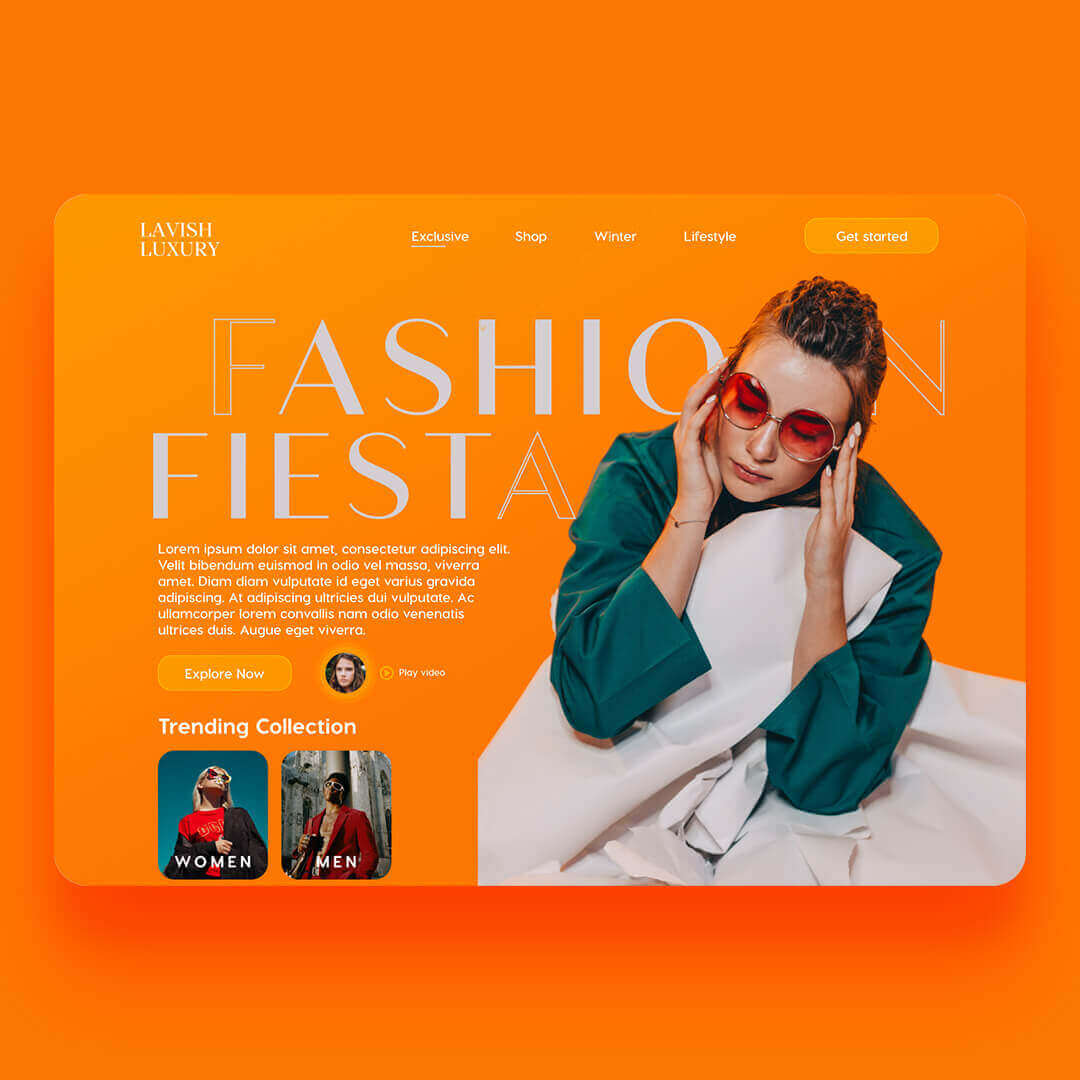 LAVISH
LUXURY
Exclusive
Shop
Winter
Lifestyle
Get started
FASHION
FIESTA
Lorem ipsum dolor sit amet, consectetur adipiscing elit.
Velit bibendum euismod in odio vel massa, viverra
amet. Diam diam vulputate id eget varius gravida
adipiscing. At adipiscing ultricies dui vulputate. Ac
ullamcorper lorem convallis nam odio venenatis
ultrices duis. Augue eget viverra.
Explore Now
Play video
Trending Collection
WOMEN
MEN